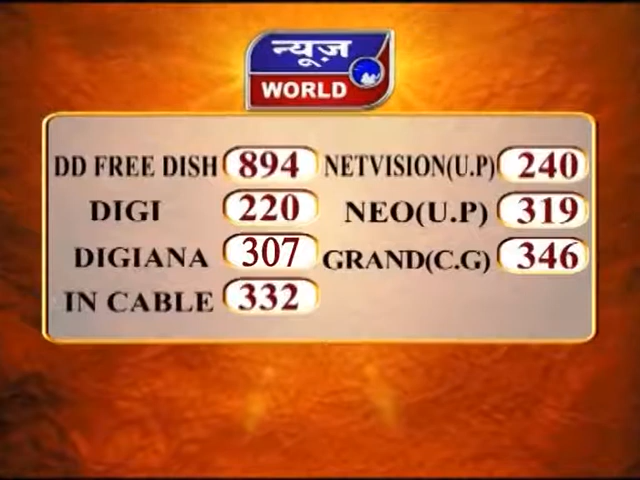 न्यूज़
WORLD
DD FREE DISH 894 NETVISION(U.P) 240
DIGI 220 NEO(U.P) 319
DIGIANA 307 GRAND(C.G) 346
IN CABLE 332